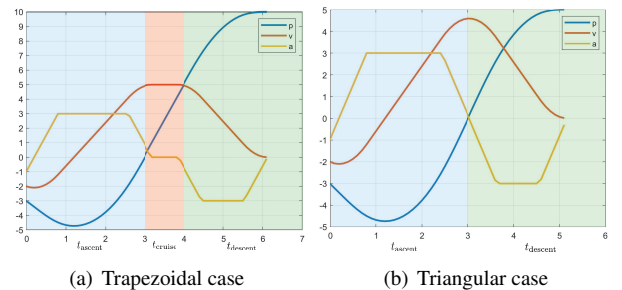 10
9
8
7
6
5
4
3
2
1
0
-1
-2
-3
-4
-5
0 1 2 3 4 5 6 7
t_ascent t_cruise t_descent
p
v
a
(a) Trapezoidal case
5
4
3
2
1
0
-1
-2
-3
-4
-5
0 1 2 3 4 5 6
t_ascent t_descent
p
v
a
(b) Triangular case